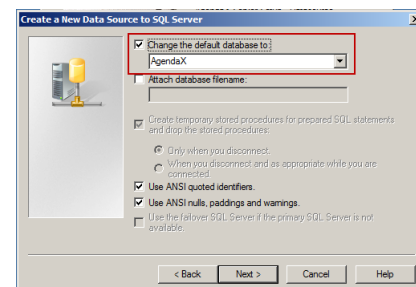 Create a New Data Source to SQL Server
Change the default database to:
AgendaX
Attach database filename:
Create temporary stored procedures for prepared SQL statements
and drop the stored procedures:
Only when you disconnect.
When you disconnect and as appropriate while you are
connected.
Use ANSI quoted identifiers.
Use ANSI nulls, paddings and warnings.
Use the failover SQL Server if the primary SQL Server is not
available.
< Back
Next >
Cancel
Help